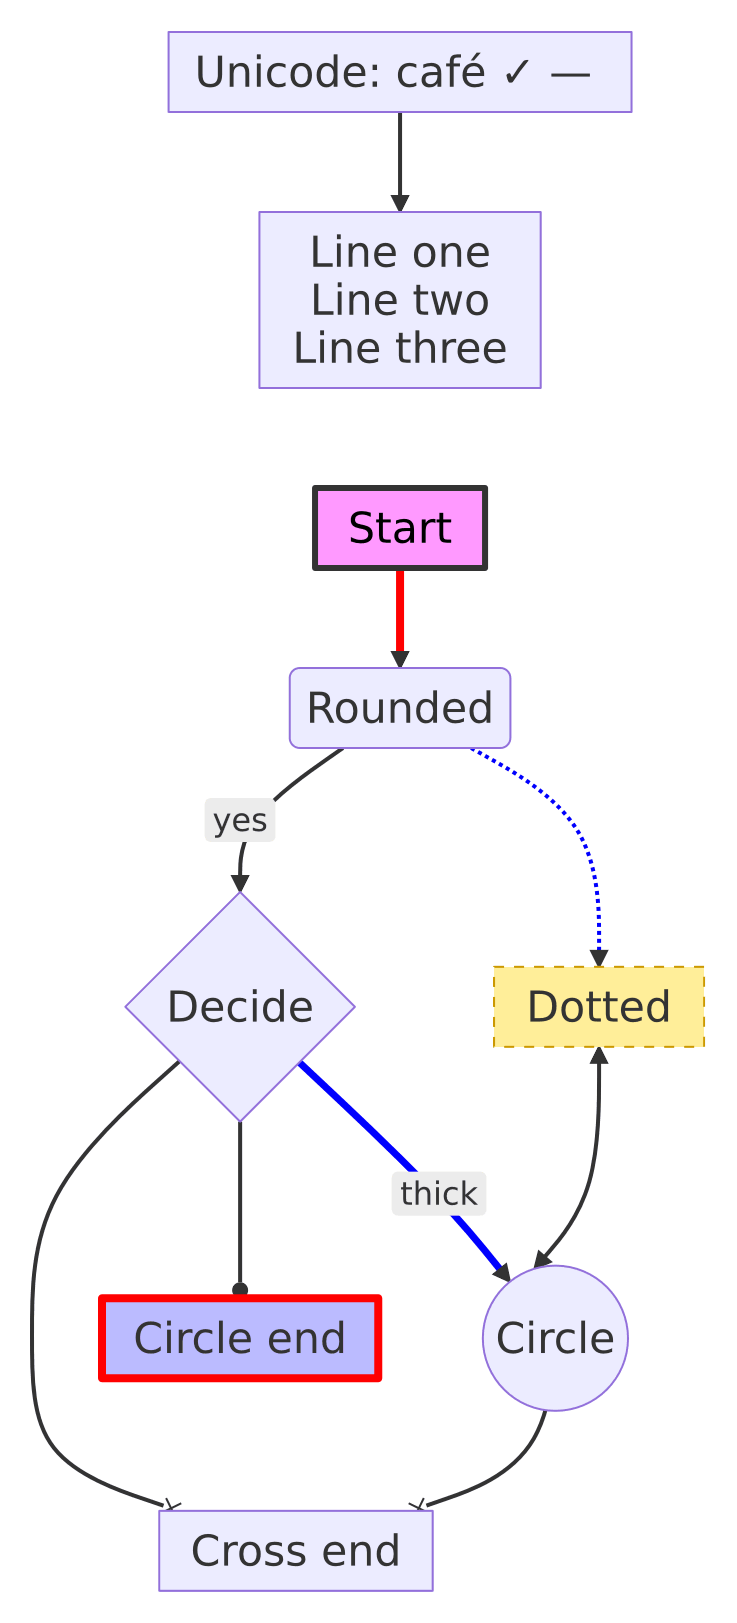 Unicode: café ✓ —
Line one
Line two
Line three
Start
Rounded
yes
Decide
Dotted
thick
Circle end
Circle
Cross end